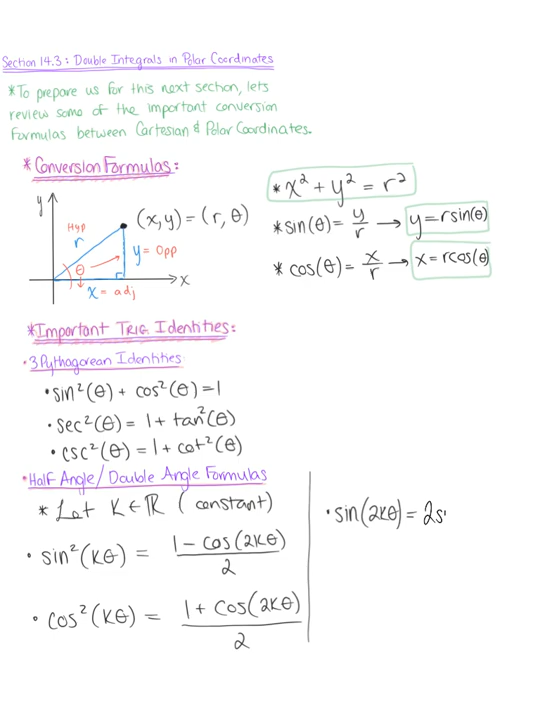 Section 14.3: Double Integrals in Polar Coordinates
*To prepare us for this next section, lets
review some of the important conversion
formulas between Cartesian & Polar Coordinates.
*Conversion Formulas:
y
Hyp
r
θ
(x,y) = (r, θ)
y = opp
x = adj
x
*x² + y² = r²
*sin(θ) = y/r → y = rsin(θ)
* cos(θ) = x/r → x = rcos(θ)
*Important TRIG. Identities:
•3 Pythagorean Identities
•sin²(θ) + cos²(θ) = 1
•sec²(θ) = 1 + tan²(θ)
•csc²(θ) = 1 + cot²(θ)
•Half Angle/Double Angle Formulas
* Let K ∈ ℝ (constant)
• sin²(Kθ) = (1 - cos(2Kθ))/2
• cos²(Kθ) = (1 + cos(2Kθ))/2
• sin(2Kθ) = 2s